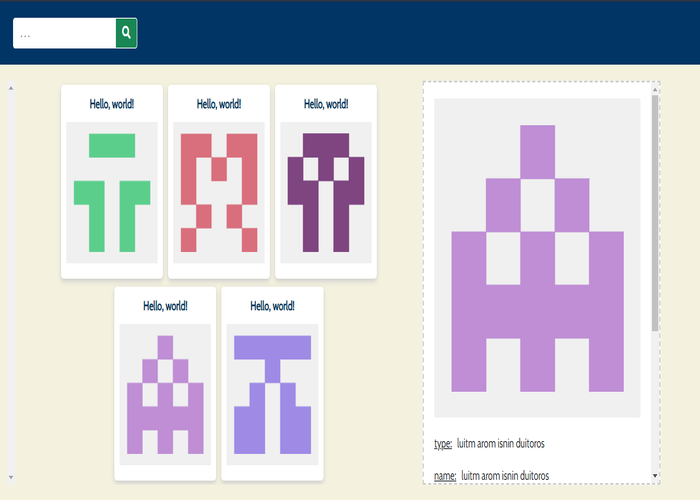 ...
Hello, world!
Hello, world!
Hello, world!
Hello, world!
Hello, world!
type: luitm arom isnin duitoros
name: luitm arom isnin duitoros